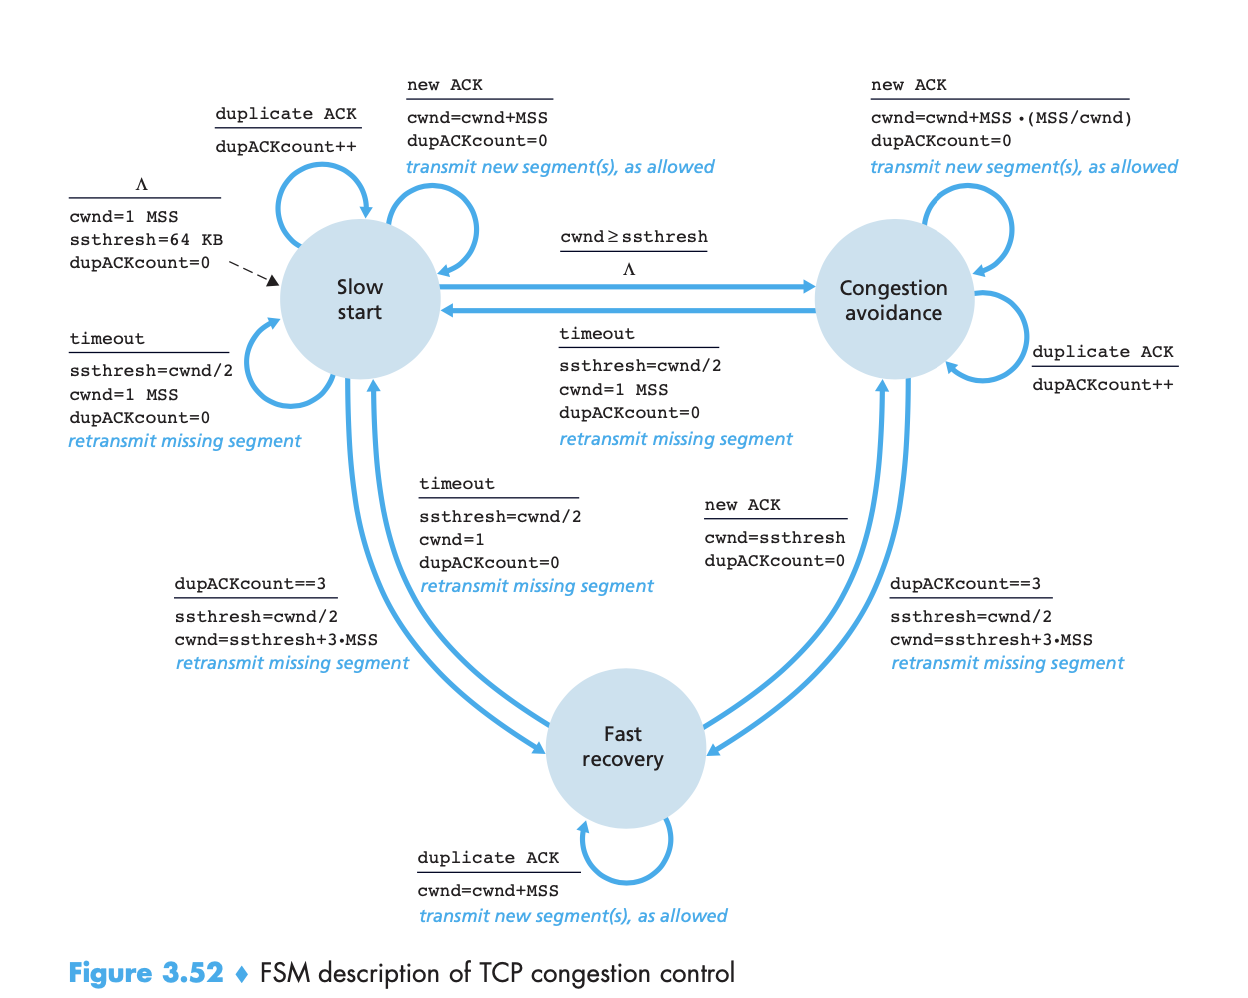 new ACK
cwnd=cwnd+MSS
dupACKcount=0
transmit new segment(s), as allowed
new ACK
cwnd=cwnd+MSS •(MSS/cwnd)
dupACKcount=0
transmit new segment(s), as allowed
duplicate ACK
dupACKcount++
Λ
cwnd=1 MSS
ssthresh=64 KB
dupACKcount=0
cwnd≥ssthresh
Λ
Slow
start
Congestion
avoidance
timeout
ssthresh=cwnd/2
cwnd=1 MSS
dupACKcount=0
retransmit missing segment
timeout
ssthresh=cwnd/2
cwnd=1 MSS
dupACKcount=0
retransmit missing segment
duplicate ACK
dupACKcount++
timeout
ssthresh=cwnd/2
cwnd=1
dupACKcount=0
retransmit missing segment
new ACK
cwnd=ssthresh
dupACKcount=0
dupACKcount==3
ssthresh=cwnd/2
cwnd=ssthresh+3•MSS
retransmit missing segment
dupACKcount==3
ssthresh=cwnd/2
cwnd=ssthresh+3•MSS
retransmit missing segment
Fast
recovery
duplicate ACK
cwnd=cwnd+MSS
transmit new segment(s), as allowed
Figure 3.52 ♦ FSM description of TCP congestion control